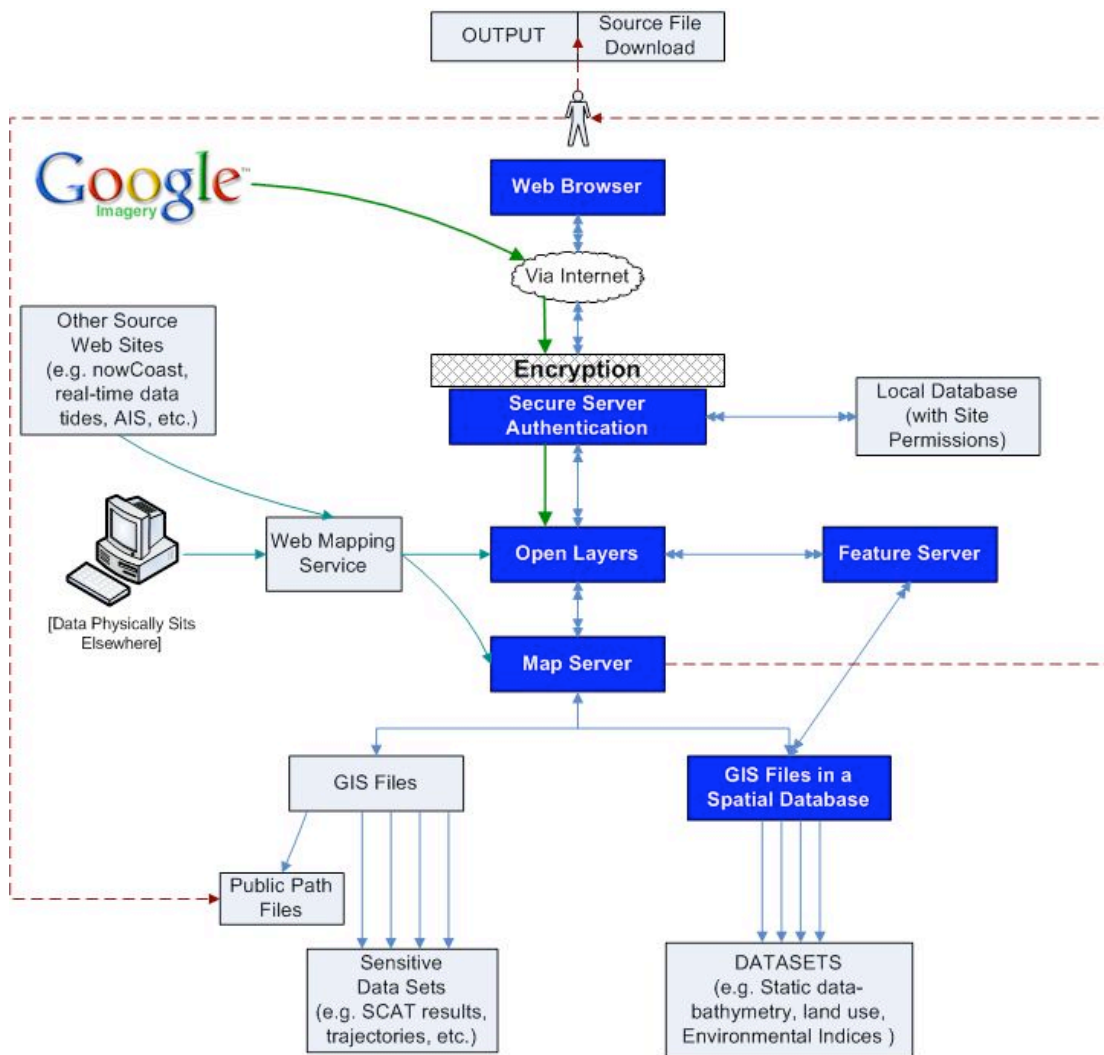 OUTPUT
Source File
Download
Google™
Imagery
Web Browser
Via Internet
Other Source
Web Sites
(e.g. nowCoast,
real-time data
tides, AIS, etc.)
Encryption
Secure Server
Authentication
Local Database
(with Site
Permissions)
Web Mapping
Service
Open Layers
Feature Server
[Data Physically Sits
Elsewhere]
Map Server
GIS Files
GIS Files in a
Spatial Database
Public Path
Files
Sensitive
Data Sets
(e.g. SCAT results,
trajectories, etc.)
DATASETS
(e.g. Static data-
bathymetry, land use,
Environmental Indices )